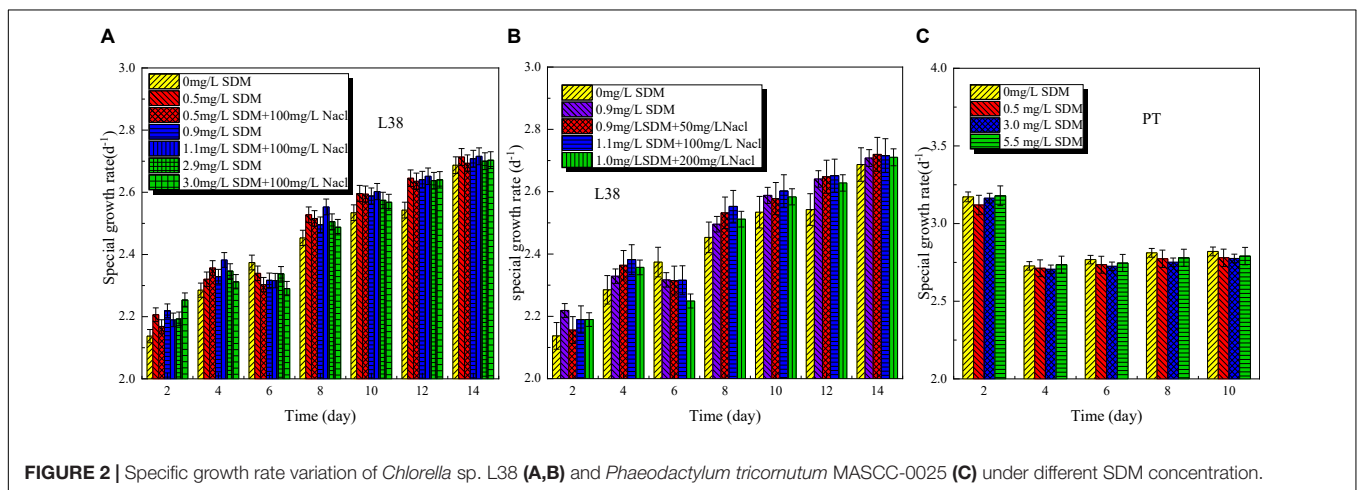 A
Special growth rate(d⁻¹)
3.0
2.8
2.6
2.4
2.2
2.0
0mg/L SDM
0.5mg/L SDM
0.5mg/L SDM+100mg/L Nacl
0.9mg/L SDM
1.1mg/L SDM+100mg/L Nacl
2.9mg/L SDM
3.0mg/L SDM+100mg/L Nacl
L38
2 4 6 8 10 12 14
Time (day)
B
special growth rate (d⁻¹)
3.0
2.8
2.6
2.4
2.2
2.0
0mg/L SDM
0.9mg/L SDM
0.9mg/LSDM+50mg/LNacl
1.1mg/L SDM+100mg/L Nacl
1.0mg/LSDM+200mg/LNacl
L38
2 4 6 8 10 12 14
Time (day)
C
Special growth rate(d⁻¹)
4.0
3.5
3.0
2.5
2.0
0mg/L SDM
0.5 mg/L SDM
3.0 mg/L SDM
5.5 mg/L SDM
PT
2 4 6 8 10
Time (day)
FIGURE 2 | Specific growth rate variation of Chlorella sp. L38 (A,B) and Phaeodactylum tricornutum MASCC-0025 (C) under different SDM concentration.